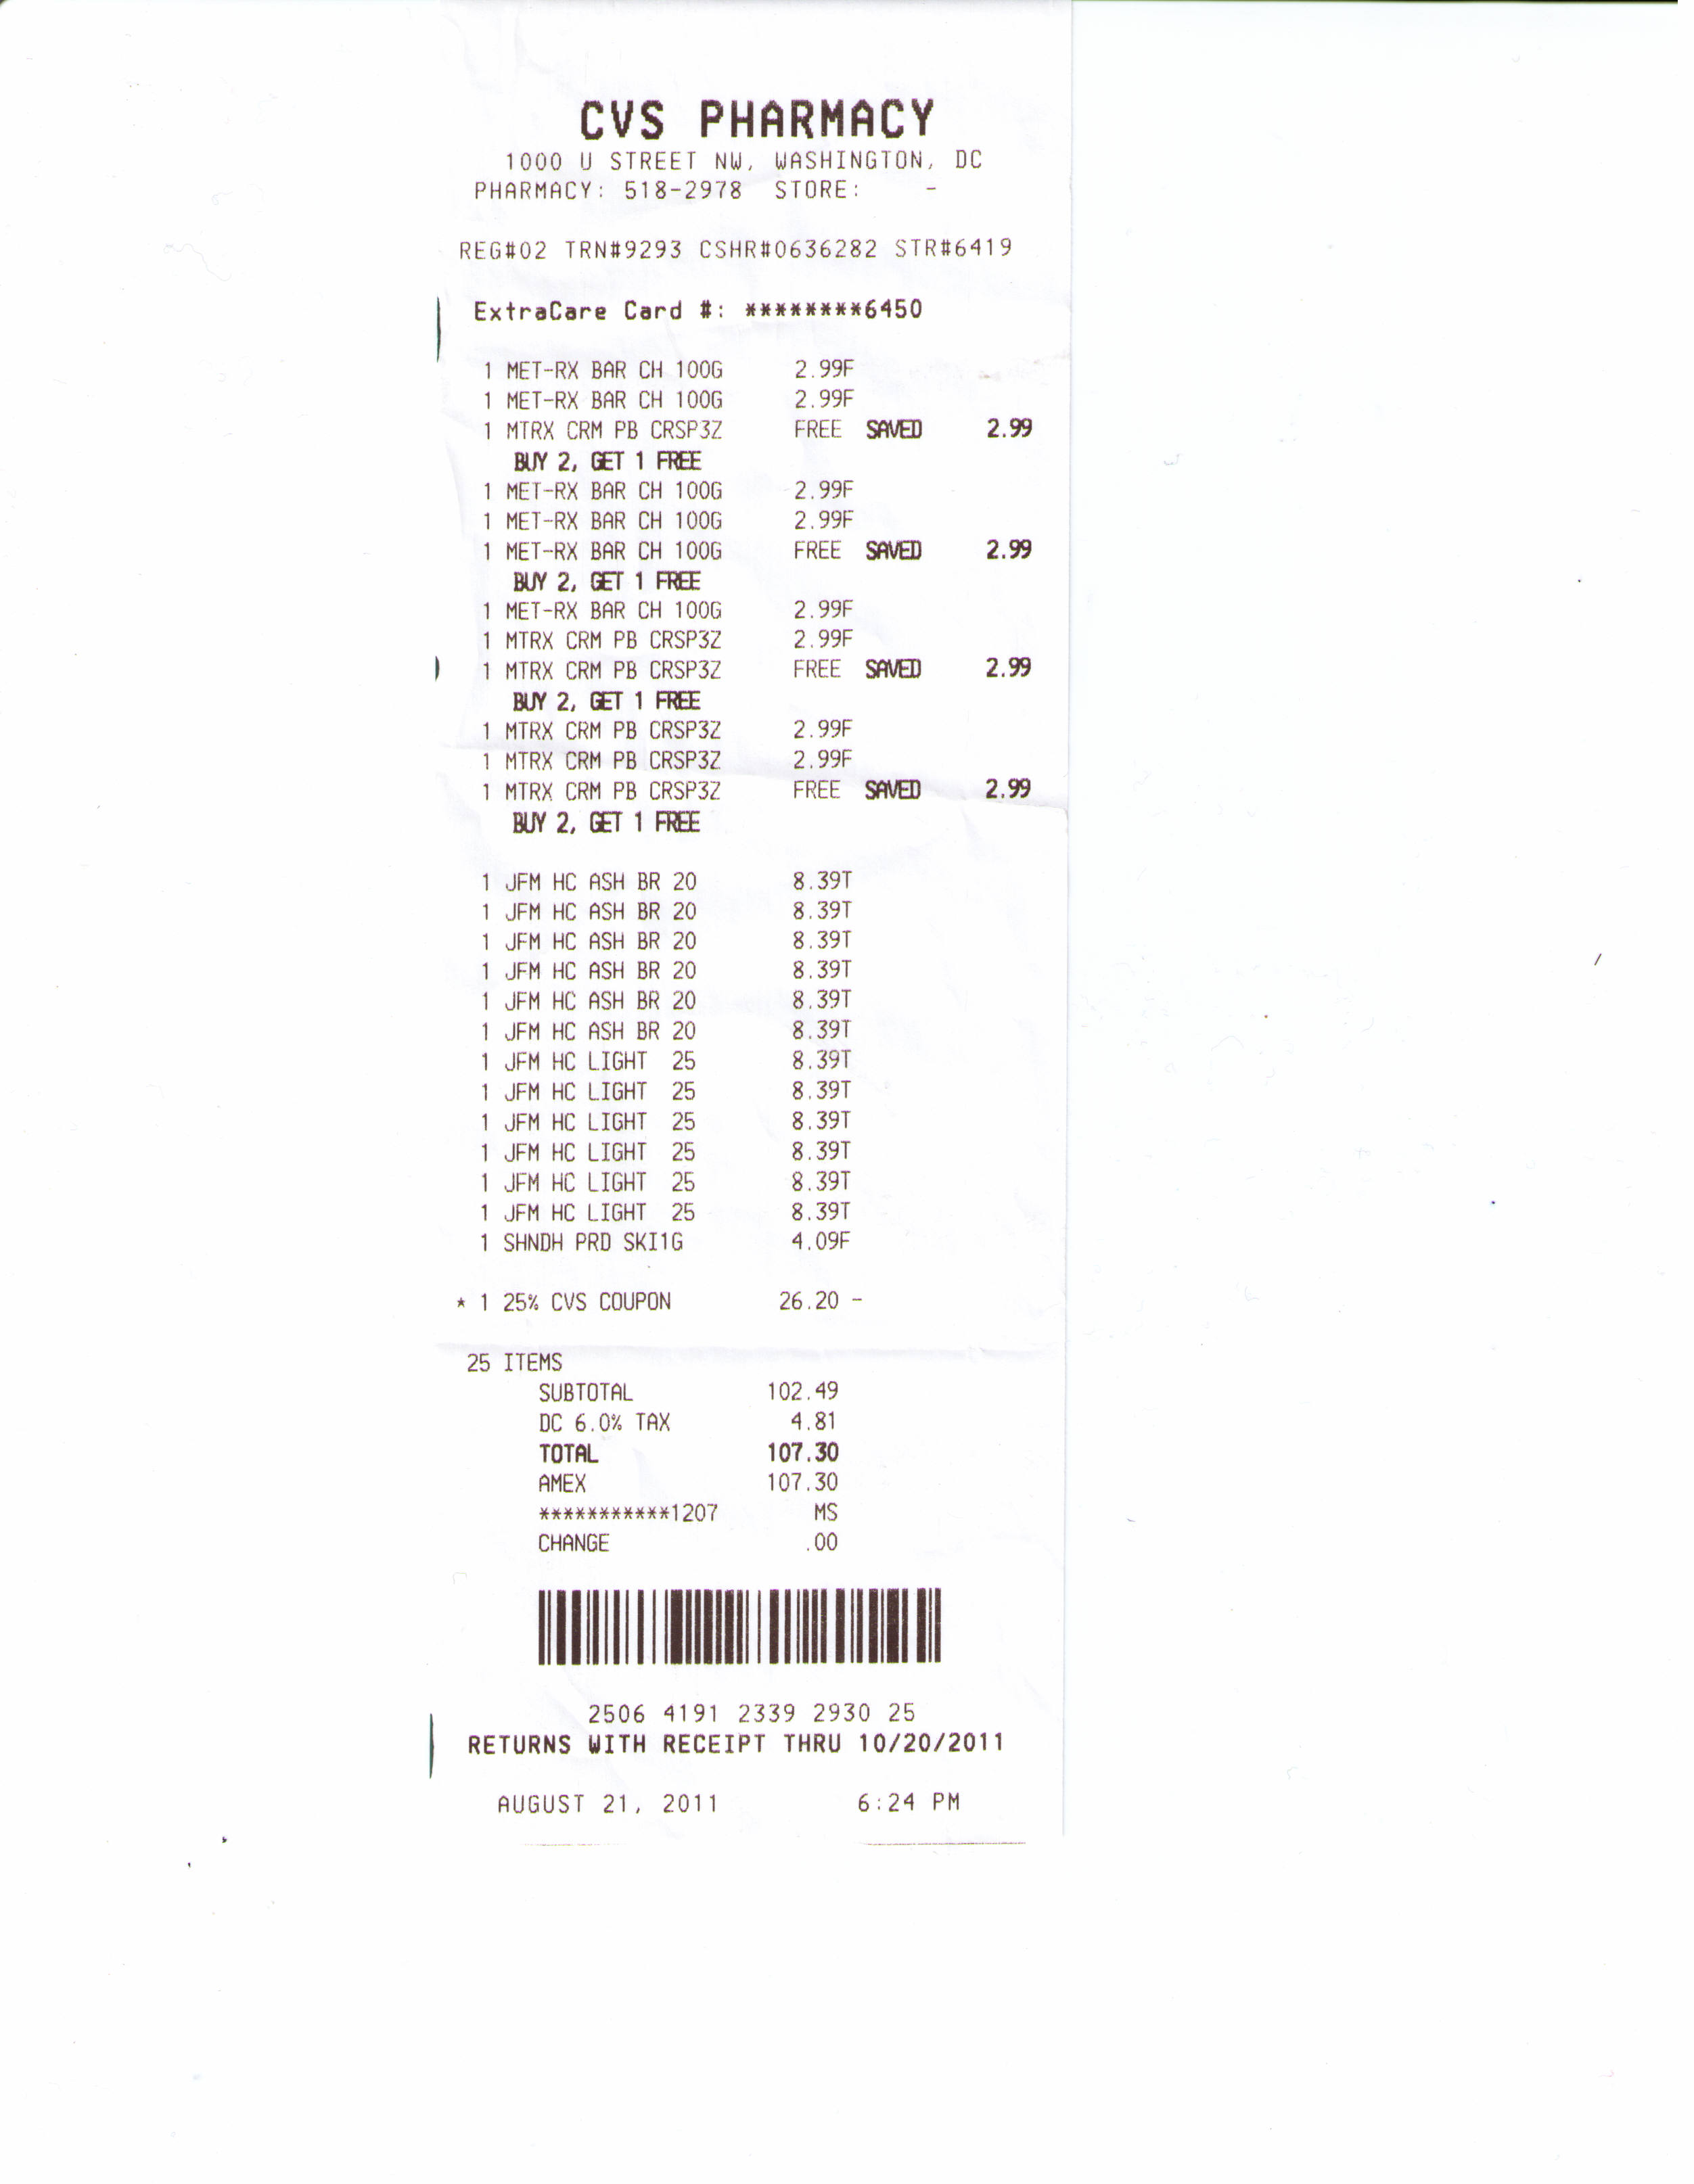 CVS PHARMACY
1000 U STREET NW, WASHINGTON, DC
PHARMACY: 518-2978 STORE: -
REG#02 TRN#9293 CSHR#0636282 STR#6419
ExtraCare Card #: ********6450
1 MET-RX BAR CH 100G 2.99F
1 MET-RX BAR CH 100G 2.99F
1 MTRX CRM PB CRSP3Z FREE SAVED 2.99
BUY 2, GET 1 FREE
1 MET-RX BAR CH 100G 2.99F
1 MET-RX BAR CH 100G 2.99F
1 MET-RX BAR CH 100G FREE SAVED 2.99
BUY 2, GET 1 FREE
1 MET-RX BAR CH 100G 2.99F
1 MTRX CRM PB CRSP3Z 2.99F
1 MTRX CRM PB CRSP3Z FREE SAVED 2.99
BUY 2, GET 1 FREE
1 MTRX CRM PB CRSP3Z 2.99F
1 MTRX CRM PB CRSP3Z 2.99F
1 MTRX CRM PB CRSP3Z FREE SAVED 2.99
BUY 2, GET 1 FREE
1 JFM HC ASH BR 20 8.39T
1 JFM HC ASH BR 20 8.39T
1 JFM HC ASH BR 20 8.39T
1 JFM HC ASH BR 20 8.39T
1 JFM HC ASH BR 20 8.39T
1 JFM HC ASH BR 20 8.39T
1 JFM HC LIGHT 25 8.39T
1 JFM HC LIGHT 25 8.39T
1 JFM HC LIGHT 25 8.39T
1 JFM HC LIGHT 25 8.39T
1 JFM HC LIGHT 25 8.39T
1 JFM HC LIGHT 25 8.39T
1 SHNDH PRD SKI1G 4.09F
* 1 25% CVS COUPON 26.20 -
25 ITEMS
SUBTOTAL 102.49
DC 6.0% TAX 4.81
TOTAL 107.30
AMEX 107.30
***********1207 MS
CHANGE .00
2506 4191 2339 2930 25
RETURNS WITH RECEIPT THRU 10/20/2011
AUGUST 21, 2011 6:24 PM